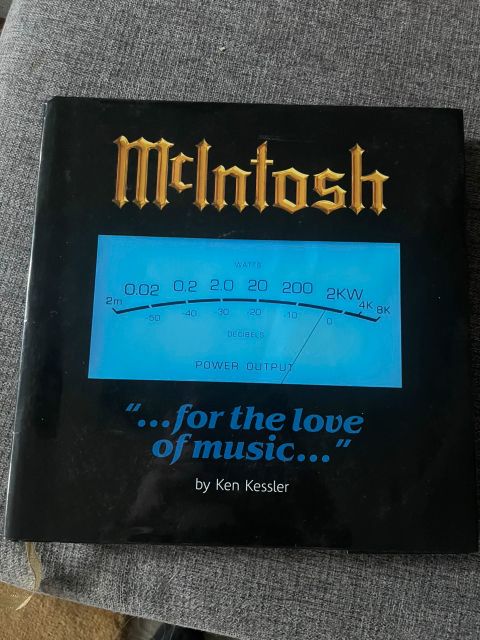 McIntosh
WATTS
2m 0.02 0.2 2.0 20 200 2KW 4K 8K
-50 -40 -30 -20 -10 0
DECIBELS
POWER OUTPUT
"...for the love
of music..."
by Ken Kessler